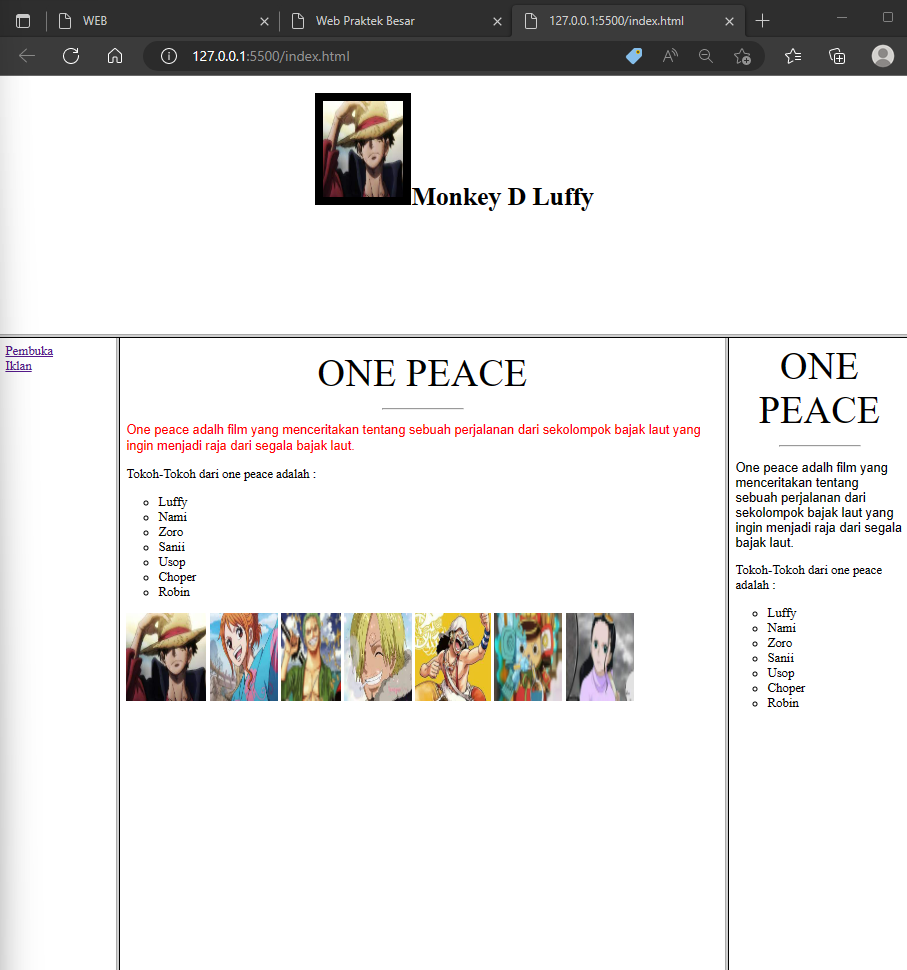 WEB
Web Praktek Besar
127.0.0.1:5500/index.html
127.0.0.1:5500/index.html
Monkey D Luffy
Pembuka
Iklan
ONE PEACE
One peace adalh film yang menceritakan tentang sebuah perjalanan dari sekolompok bajak laut yang
ingin menjadi raja dari segala bajak laut.
Tokoh-Tokoh dari one peace adalah :
Luffy
Nami
Zoro
Sanii
Usop
Choper
Robin
ONE
PEACE
One peace adalh film yang
menceritakan tentang
sebuah perjalanan dari
sekolompok bajak laut yang
ingin menjadi raja dari segala
bajak laut.
Tokoh-Tokoh dari one peace
adalah :
Luffy
Nami
Zoro
Sanii
Usop
Choper
Robin